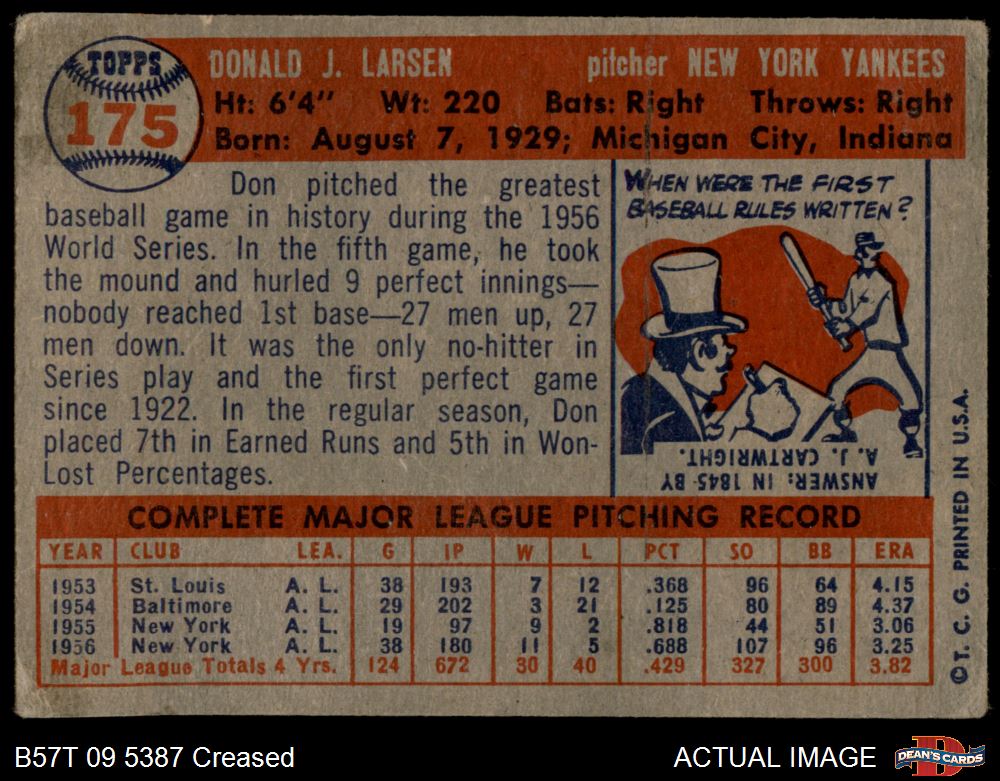 TOPPS
175
DONALD J. LARSEN pitcher NEW YORK YANKEES
Ht: 6'4" Wt: 220 Bats: Right Throws: Right
Born: August 7, 1929; Michigan City, Indiana
Don pitched the greatest
baseball game in history during the 1956
World Series. In the fifth game, he took
the mound and hurled 9 perfect innings—
nobody reached 1st base—27 men up, 27
men down. It was the only no-hitter in
Series play and the first perfect game
since 1922. In the regular season, Don
placed 7th in Earned Runs and 5th in Won-
Lost Percentages.
WHEN WERE THE FIRST
BASEBALL RULES WRITTEN?
ANSWER: IN 1845 BY
A. J. CARTWRIGHT.
COMPLETE MAJOR LEAGUE PITCHING RECORD
YEAR CLUB LEA. G IP W L PCT SO BB ERA
1953 St. Louis A. L. 38 193 7 12 .368 96 64 4.15
1954 Baltimore A. L. 29 202 3 21 .125 80 89 4.37
1955 New York A. L. 19 97 9 2 .818 44 51 3.06
1956 New York A. L. 38 180 11 5 .688 107 96 3.25
Major League Totals 4 Yrs. 124 672 30 40 .429 327 300 3.82
©T. C. G. PRINTED IN U.S.A.
B57T 09 5387 Creased
ACTUAL IMAGE
DEAN'S CARDS